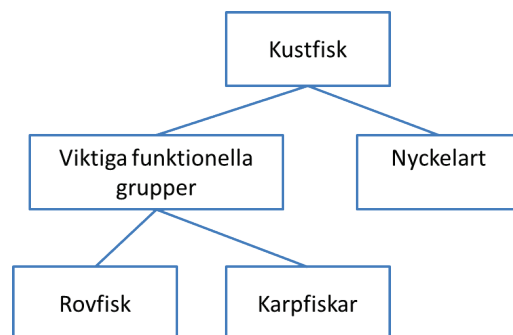 Kustfisk
Viktiga funktionella
grupper
Nyckelart
Rovfisk
Karpfiskar